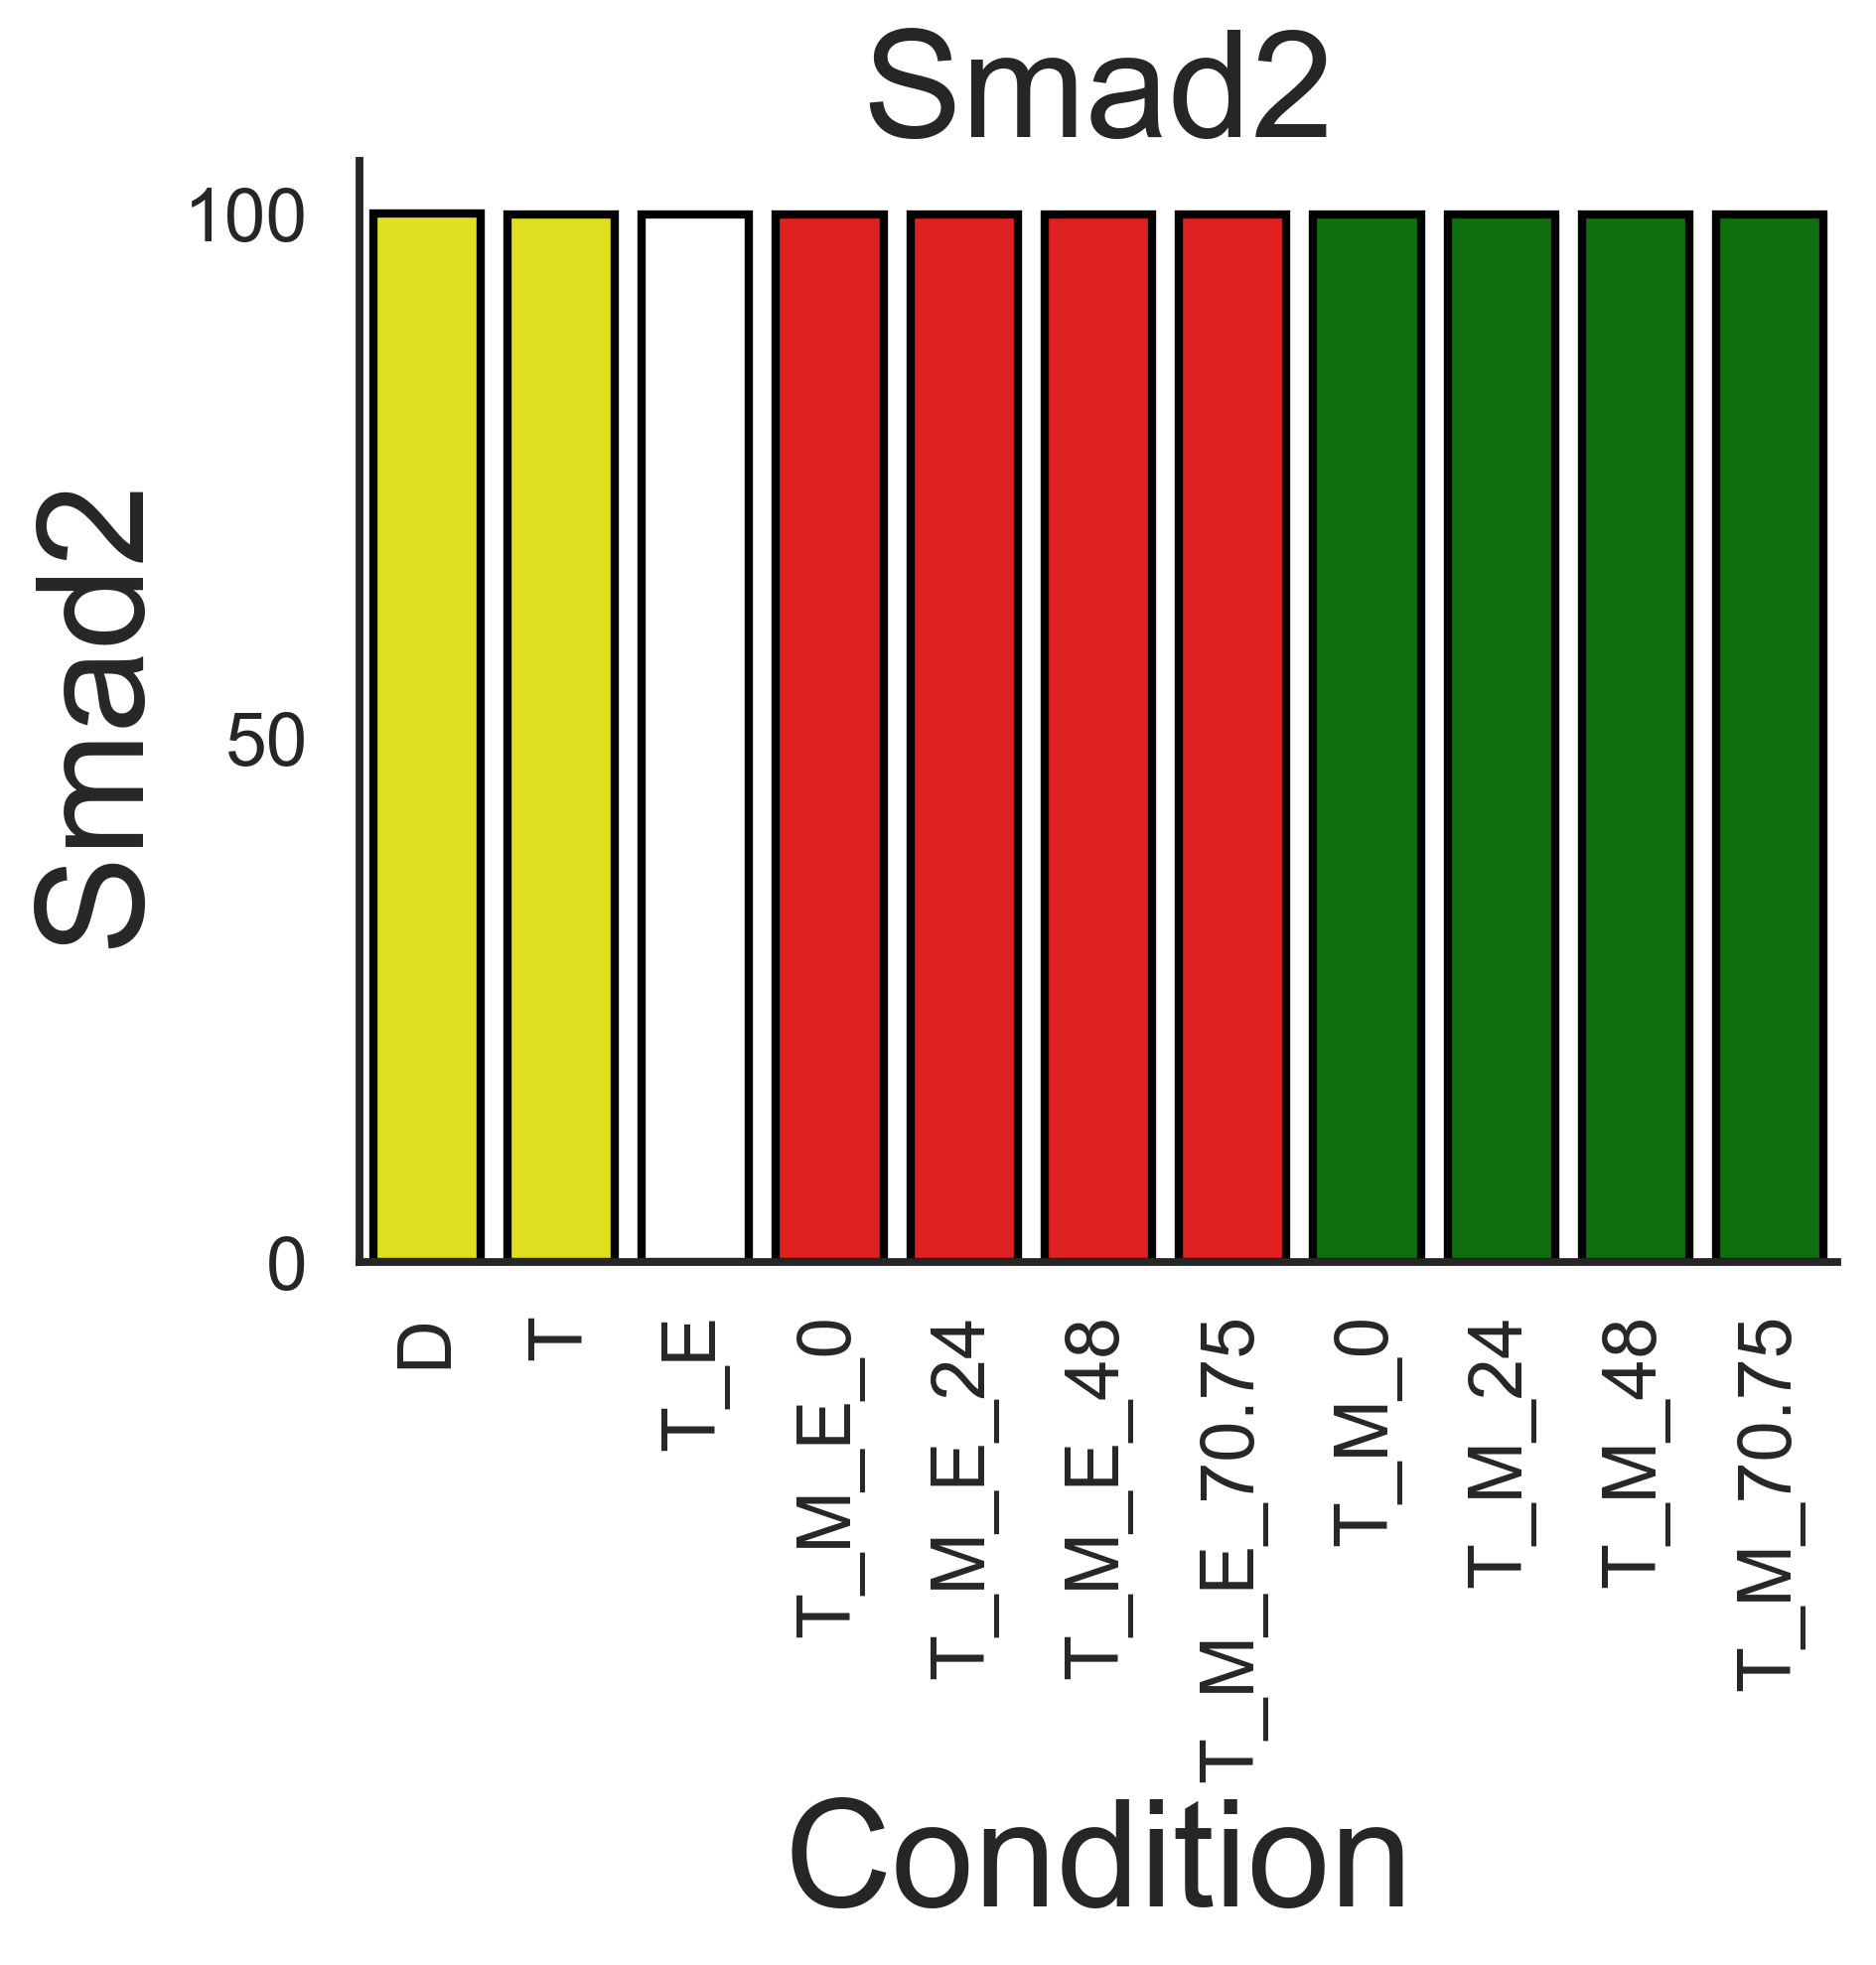 Smad2
Smad2
100
50
0
D
T
T_E
T_M_E_0
T_M_E_24
T_M_E_48
T_M_E_70.75
T_M_0
T_M_24
T_M_48
T_M_70.75
Condition